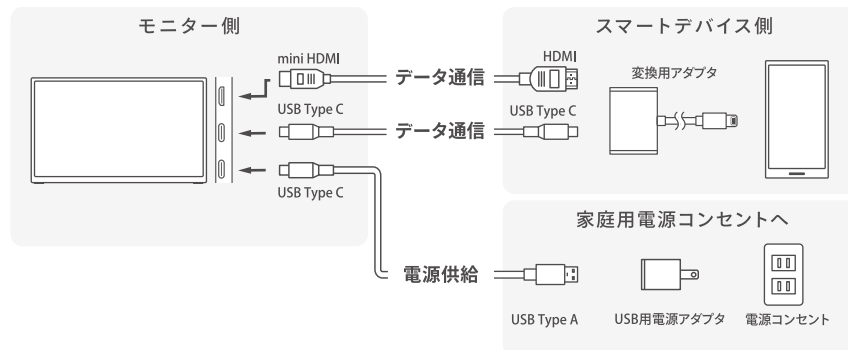 モニター側
スマートデバイス側
mini HDMI
データ通信
HDMI
変換用アダプタ
USB Type C
データ通信
USB Type C
USB Type C
家庭用電源コンセントへ
電源供給
USB Type A
USB用電源アダプタ
電源コンセント